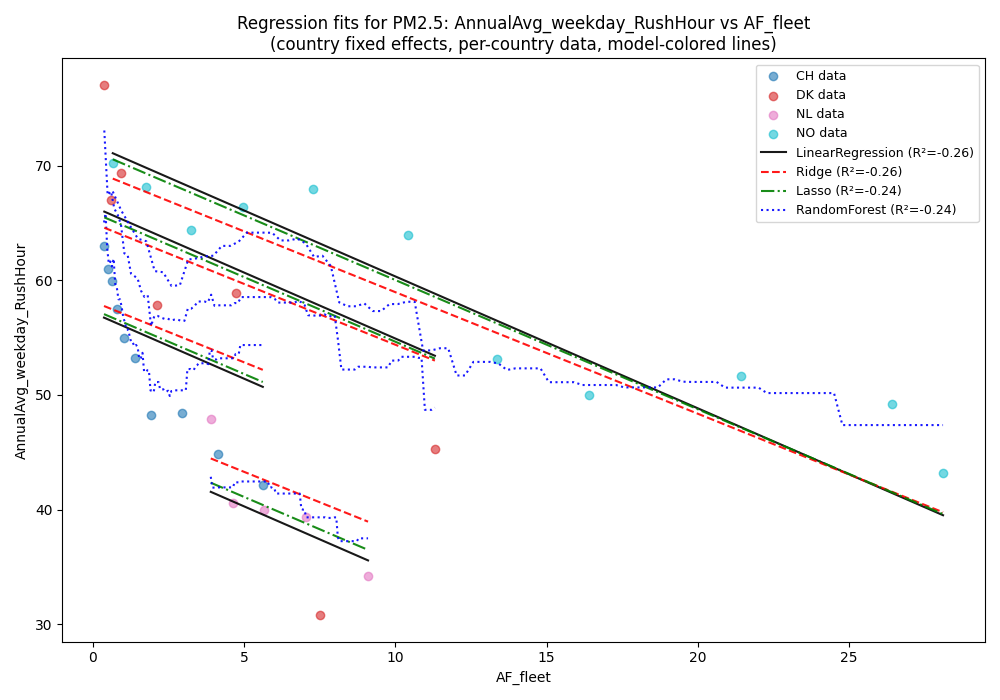 Regression fits for PM2.5: AnnualAvg_weekday_RushHour vs AF_fleet
(country fixed effects, per-country data, model-colored lines)
CH data
DK data
NL data
NO data
LinearRegression (R²=-0.26)
Ridge (R²=-0.26)
Lasso (R²=-0.24)
RandomForest (R²=-0.24)
AnnualAvg_weekday_RushHour
70
60
50
40
30
0 5 10 15 20 25
AF_fleet